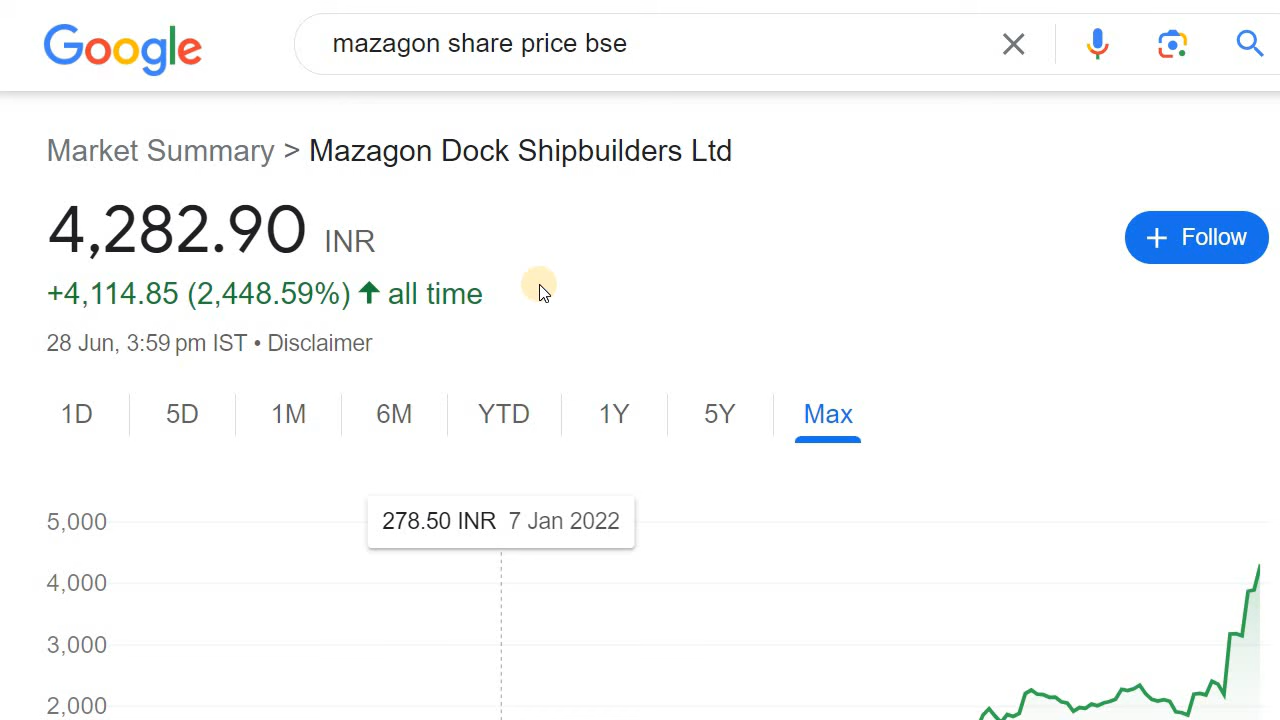 Google
mazagon share price bse
Market Summary > Mazagon Dock Shipbuilders Ltd
4,282.90 INR
+ Follow
+4,114.85 (2,448.59%) ↑ all time
28 Jun, 3:59 pm IST • Disclaimer
1D 5D 1M 6M YTD 1Y 5Y Max
278.50 INR 7 Jan 2022
5,000
4,000
3,000
2,000